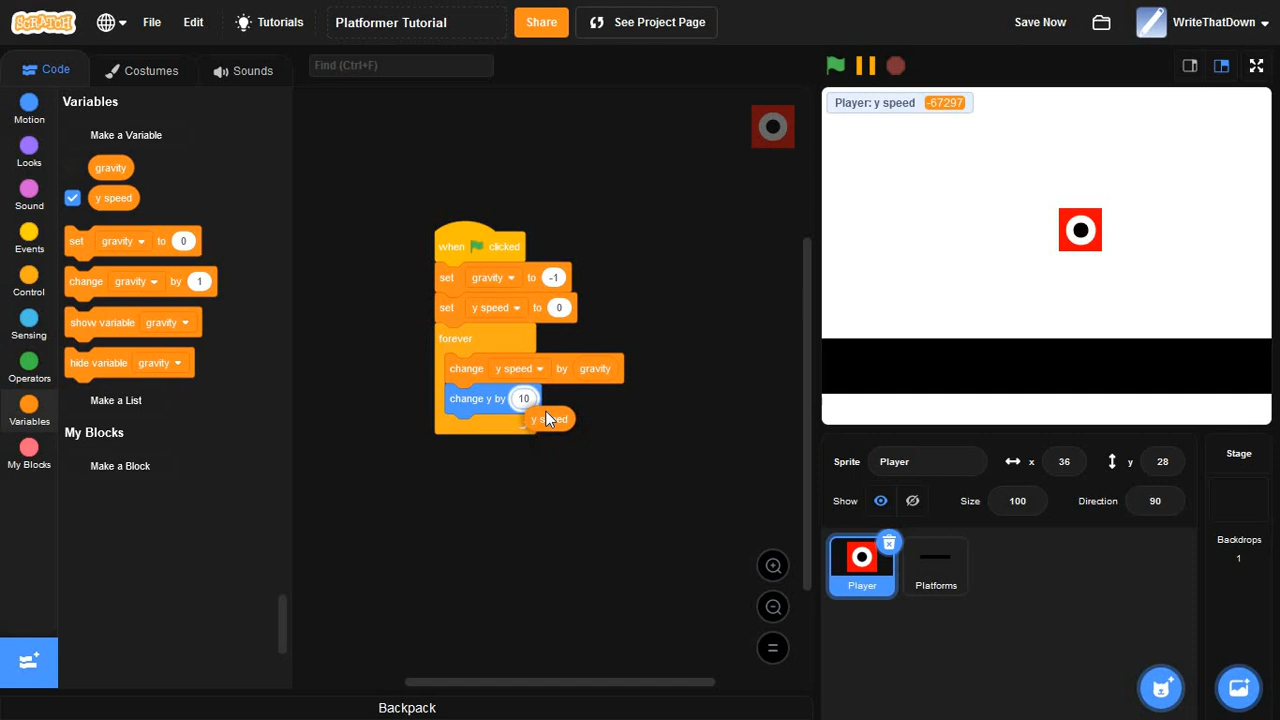 SCRATCH File Edit Tutorials Platformer Tutorial Share See Project Page Save Now WriteThatDown
Code Costumes Sounds Find (Ctrl+F)
Motion
Looks
Sound
Events
Control
Sensing
Operators
Variables
My Blocks
Variables
Make a Variable
gravity
y speed
set gravity to 0
change gravity by 1
show variable gravity
hide variable gravity
Make a List
My Blocks
Make a Block
when clicked
set gravity to -1
set y speed to 0
forever
change y speed by gravity
change y by 10
y speed
Backpack
Player: y speed -67297
Sprite Player x 36 y 28
Show Size 100 Direction 90
Player
Platforms
Stage
Backdrops
1